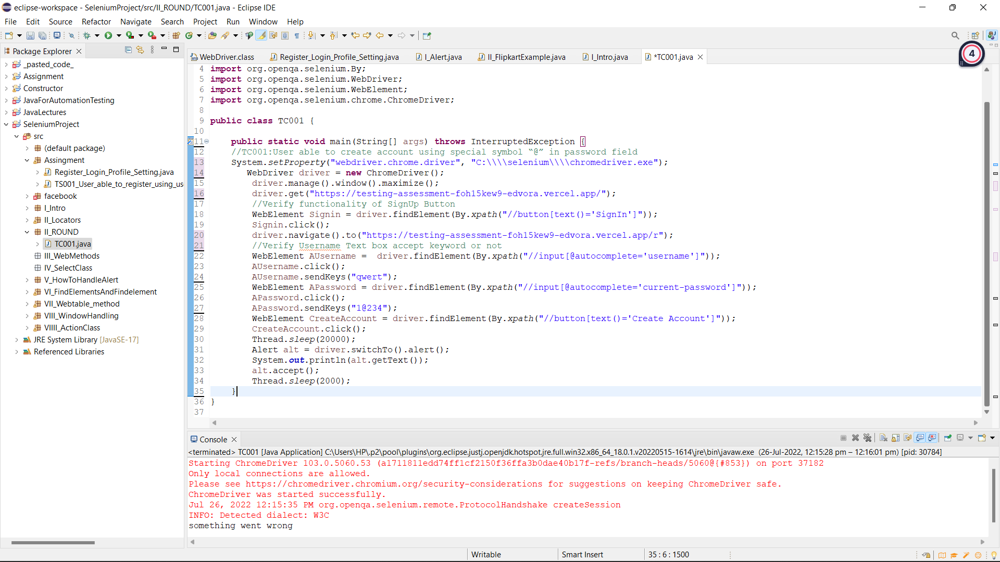 eclipse-workspace - SeleniumProject/src/II_ROUND/TC001.java - Eclipse IDE
File Edit Source Refactor Navigate Search Project Run Window Help
Package Explorer
_pasted_code_
Assignment
Constructor
JavaForAutomationTesting
JavaLectures
SeleniumProject
src
(default package)
Assingment
Register_Login_Profile_Setting.java
TS001_User_able_to_register_using_us
facebook
I_Intro
II_Locators
II_ROUND
TC001.java
III_WebMethods
IV_SelectClass
V_HowToHandleAlert
VI_FindElementsAndFindelement
VII_Webtable_method
VIII_WindowHandling
VIIII_ActionClass
JRE System Library [JavaSE-17]
Referenced Libraries
WebDriver.class Register_Login_Profile_Setting.java I_Alert.java II_FlipkartExample.java I_Intro.java *TC001.java
4
4 import org.openqa.selenium.By;
5 import org.openqa.selenium.WebDriver;
6 import org.openqa.selenium.WebElement;
7 import org.openqa.selenium.chrome.ChromeDriver;
8
9 public class TC001 {
10
11 public static void main(String[] args) throws InterruptedException {
12 //TC001:User able to create account using special symbol “@” in password field
13 System.setProperty("webdriver.chrome.driver", "C:\\\\selenium\\\\chromedriver.exe");
14 WebDriver driver = new ChromeDriver();
15 driver.manage().window().maximize();
16 driver.get("https://testing-assessment-foh15kew9-edvora.vercel.app/");
17 //Verify functionality of SignUp Button
18 WebElement Signin = driver.findElement(By.xpath("//button[text()='SignIn']"));
19 Signin.click();
20 driver.navigate().to("https://testing-assessment-foh15kew9-edvora.vercel.app/r");
21 //Verify Username Text box accept keyword or not
22 WebElement AUsername =  driver.findElement(By.xpath("//input[@autocomplete='username']"));
23 AUsername.click();
24 AUsername.sendKeys("qwert");
25 WebElement APassword = driver.findElement(By.xpath("//input[@autocomplete='current-password']"));
26 APassword.click();
27 APassword.sendKeys("1@234");
28 WebElement CreateAccount = driver.findElement(By.xpath("//button[text()='Create Account']"));
29 CreateAccount.click();
30 Thread.sleep(20000);
31 Alert alt = driver.switchTo().alert();
32 System.out.println(alt.getText());
33 alt.accept();
34 Thread.sleep(2000);
35 }
36 }
37
Console
<terminated> TC001 [Java Application] C:\Users\HP\.p2\pool\plugins\org.eclipse.justj.openjdk.hotspot.jre.full.win32.x86_64_18.0.1.v20220515-1614\jre\bin\javaw.exe (26-Jul-2022, 12:15:28 pm – 12:16:01 pm) [pid: 30784]
Starting ChromeDriver 103.0.5060.53 (a1711811edd74ff1cf2150f36ffa3b0dae40b17f-refs/branch-heads/5060@{#853}) on port 37182
Only local connections are allowed.
Please see https://chromedriver.chromium.org/security-considerations for suggestions on keeping ChromeDriver safe.
ChromeDriver was started successfully.
Jul 26, 2022 12:15:35 PM org.openqa.selenium.remote.ProtocolHandshake createSession
INFO: Detected dialect: W3C
something went wrong
Writable Smart Insert 35 : 6 : 1500